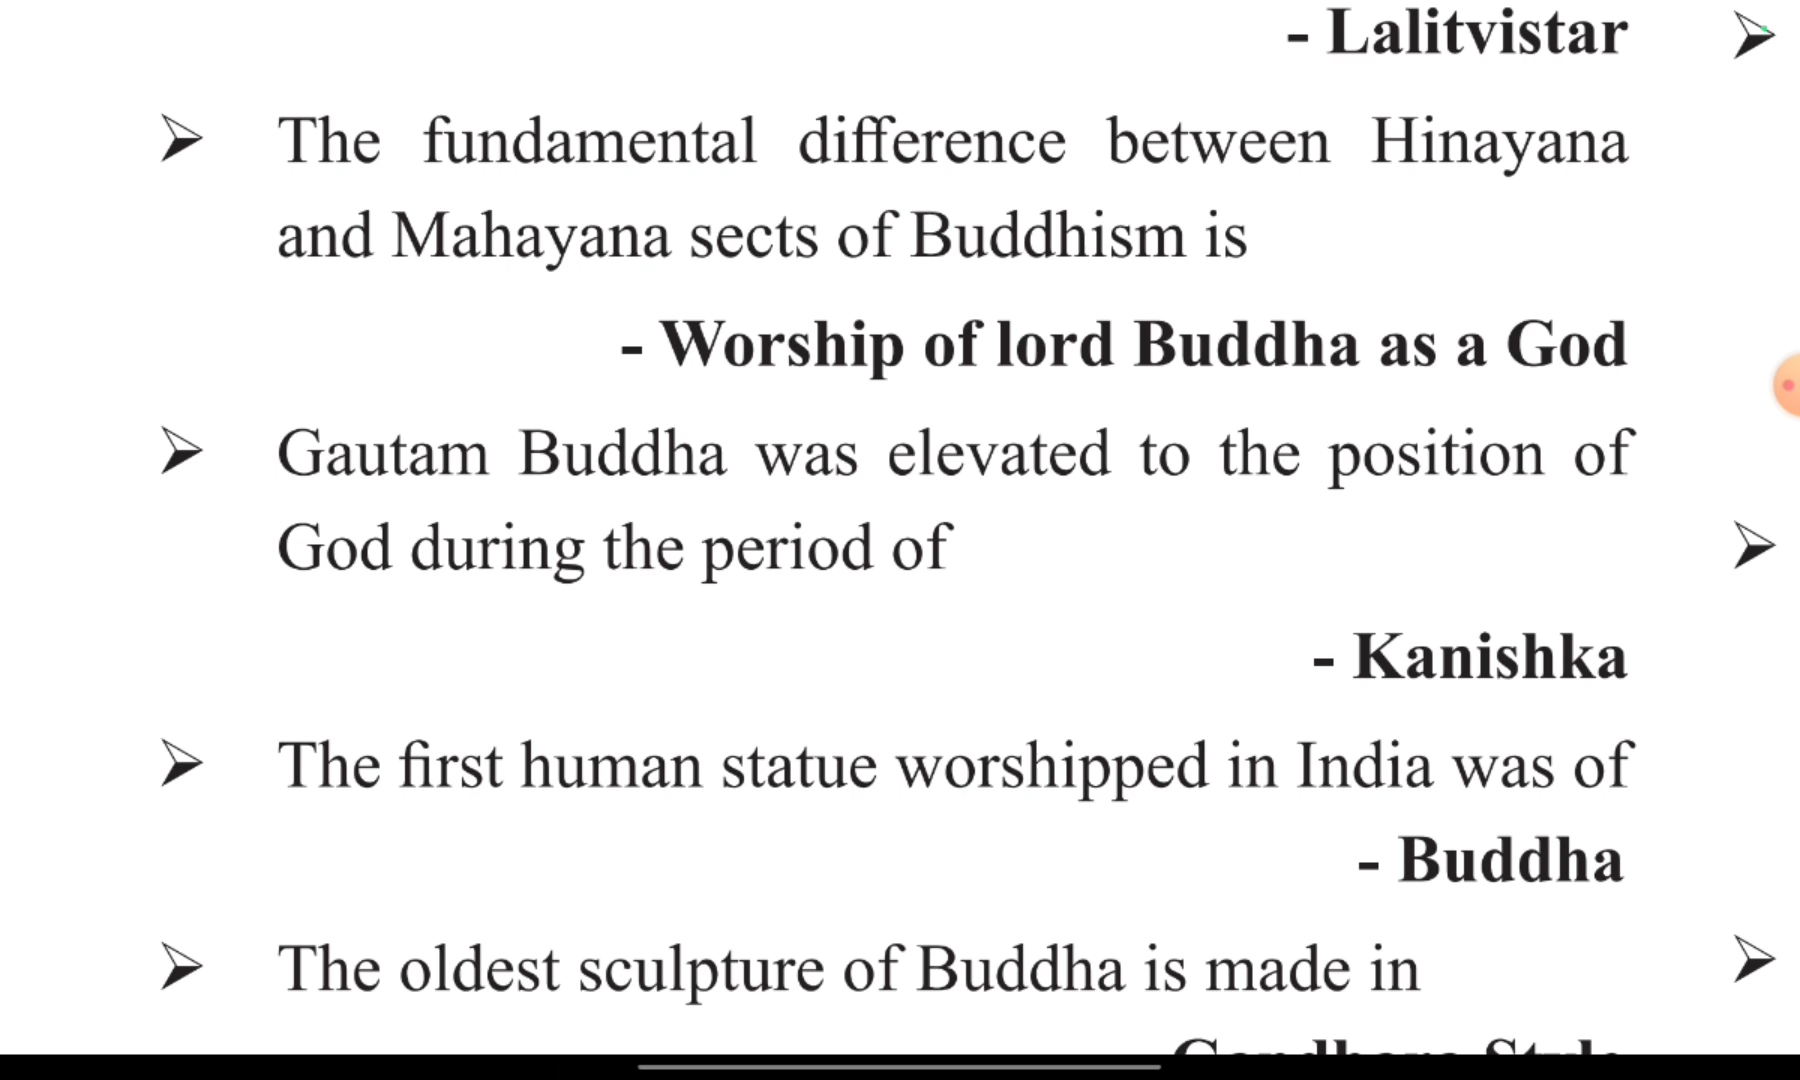 - Lalitvistar
The fundamental difference between Hinayana
and Mahayana sects of Buddhism is
- Worship of lord Buddha as a God
Gautam Buddha was elevated to the position of
God during the period of
- Kanishka
The first human statue worshipped in India was of
- Buddha
The oldest sculpture of Buddha is made in
Gandhara Style